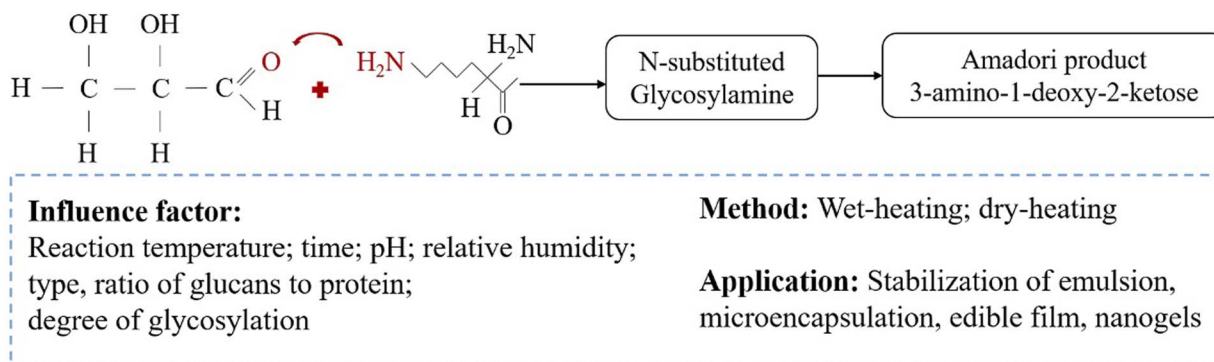 OH OH
O
H₂N
H₂N
H — C — C — C
H
H
O
H H
N-substituted
Glycosylamine
Amadori product
3-amino-1-deoxy-2-ketose
Influence factor:
Reaction temperature; time; pH; relative humidity;
type, ratio of glucans to protein;
degree of glycosylation
Method: Wet-heating; dry-heating
Application: Stabilization of emulsion,
microencapsulation, edible film, nanogels